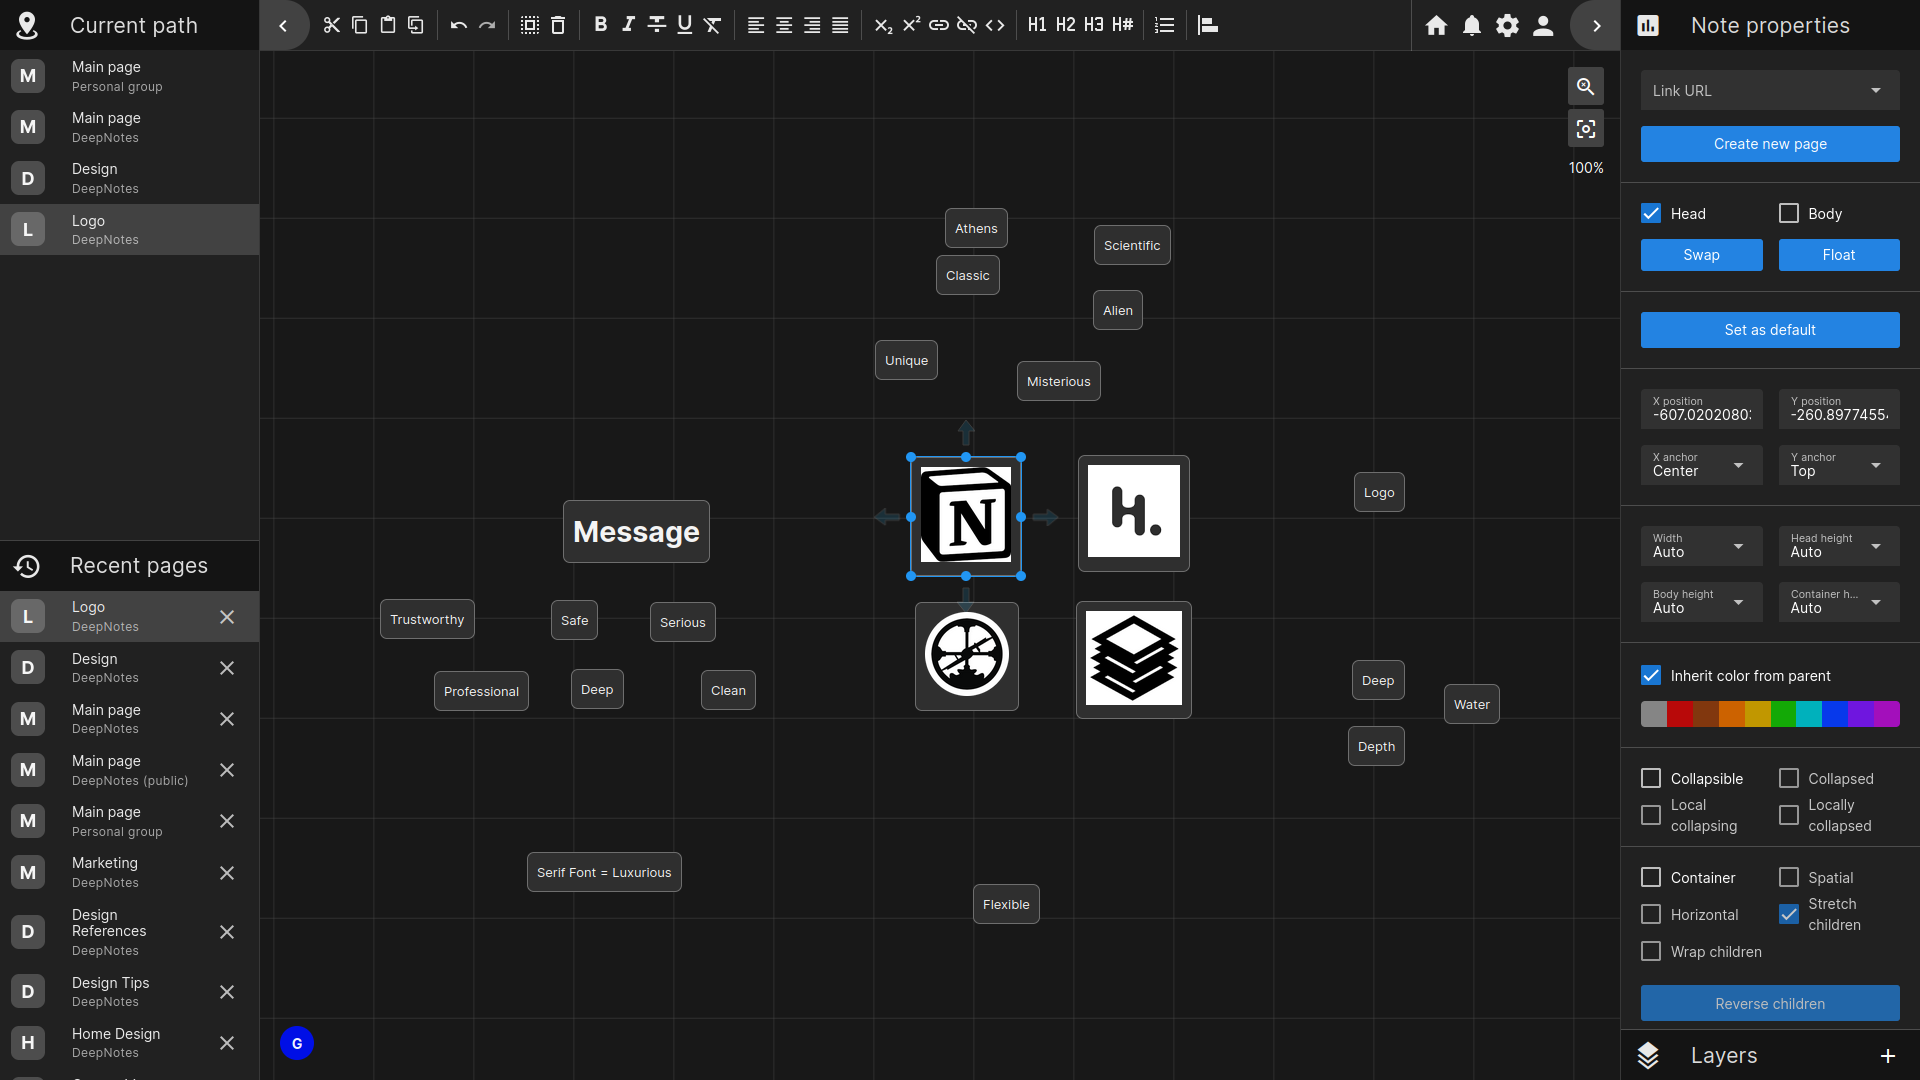 Current path
M
Main page
Personal group
M
Main page
DeepNotes
D
Design
DeepNotes
L
Logo
DeepNotes
Recent pages
L
Logo
DeepNotes
D
Design
DeepNotes
M
Main page
DeepNotes
M
Main page
DeepNotes (public)
M
Main page
Personal group
M
Marketing
DeepNotes
D
Design
References
DeepNotes
D
Design Tips
DeepNotes
H
Home Design
DeepNotes
B I U
X₂ X² H1 H2 H3 H#
100%
Athens
Scientific
Classic
Alien
Unique
Misterious
N
h.
Logo
Message
Trustworthy
Safe
Serious
Professional
Deep
Clean
Deep
Water
Depth
Serif Font = Luxurious
Flexible
G
Note properties
Link URL
Create new page
Head
Body
Swap
Float
Set as default
X position
-607.0202080
Y position
-260.8977455
X anchor
Center
Y anchor
Top
Width
Auto
Head height
Auto
Body height
Auto
Container h...
Auto
Inherit color from parent
Collapsible
Collapsed
Local
collapsing
Locally
collapsed
Container
Spatial
Horizontal
Stretch
children
Wrap children
Reverse children
Layers